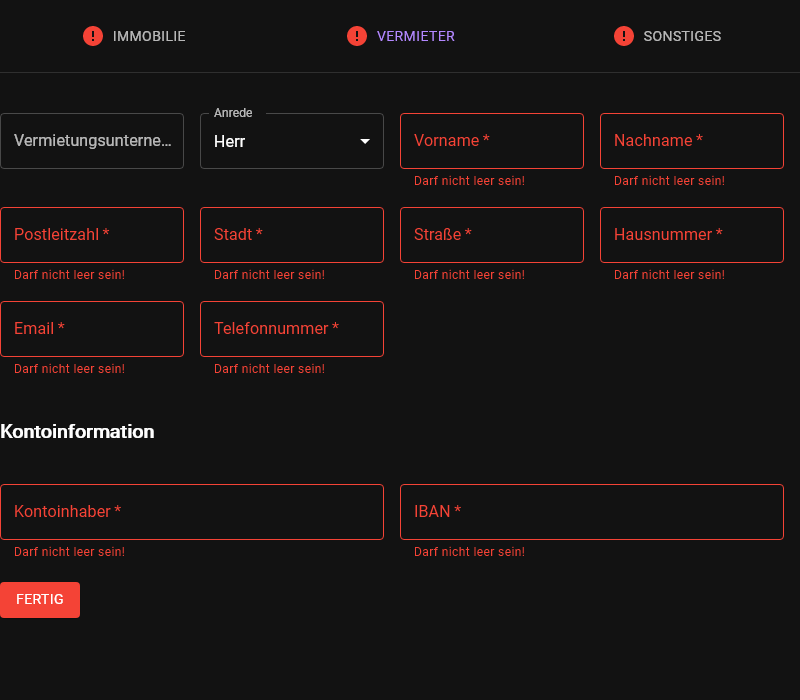 IMMOBILIE
VERMIETER
SONSTIGES
Anrede
Vermietungsunterne…
Herr
Vorname *
Nachname *
Darf nicht leer sein!
Darf nicht leer sein!
Postleitzahl *
Stadt *
Straße *
Hausnummer *
Darf nicht leer sein!
Darf nicht leer sein!
Darf nicht leer sein!
Darf nicht leer sein!
Email *
Telefonnummer *
Darf nicht leer sein!
Darf nicht leer sein!
Kontoinformation
Kontoinhaber *
IBAN *
Darf nicht leer sein!
Darf nicht leer sein!
FERTIG